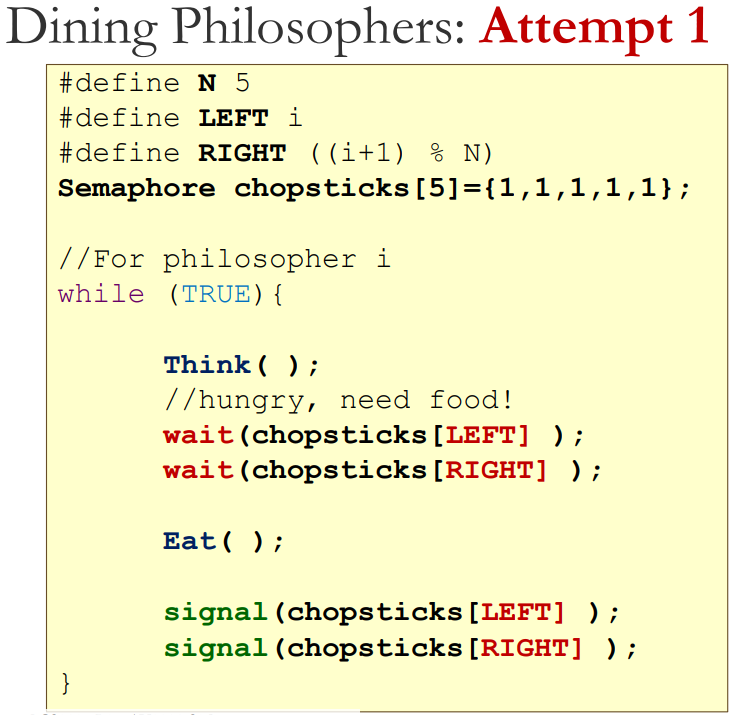 Dining Philosophers: Attempt 1
#define N 5
#define LEFT i
#define RIGHT ((i+1) % N)
Semaphore chopsticks[5]={1,1,1,1,1};
//For philosopher i
while (TRUE){
Think( );
//hungry, need food!
wait(chopsticks[LEFT] );
wait(chopsticks[RIGHT] );
Eat( );
signal(chopsticks[LEFT] );
signal(chopsticks[RIGHT] );
}